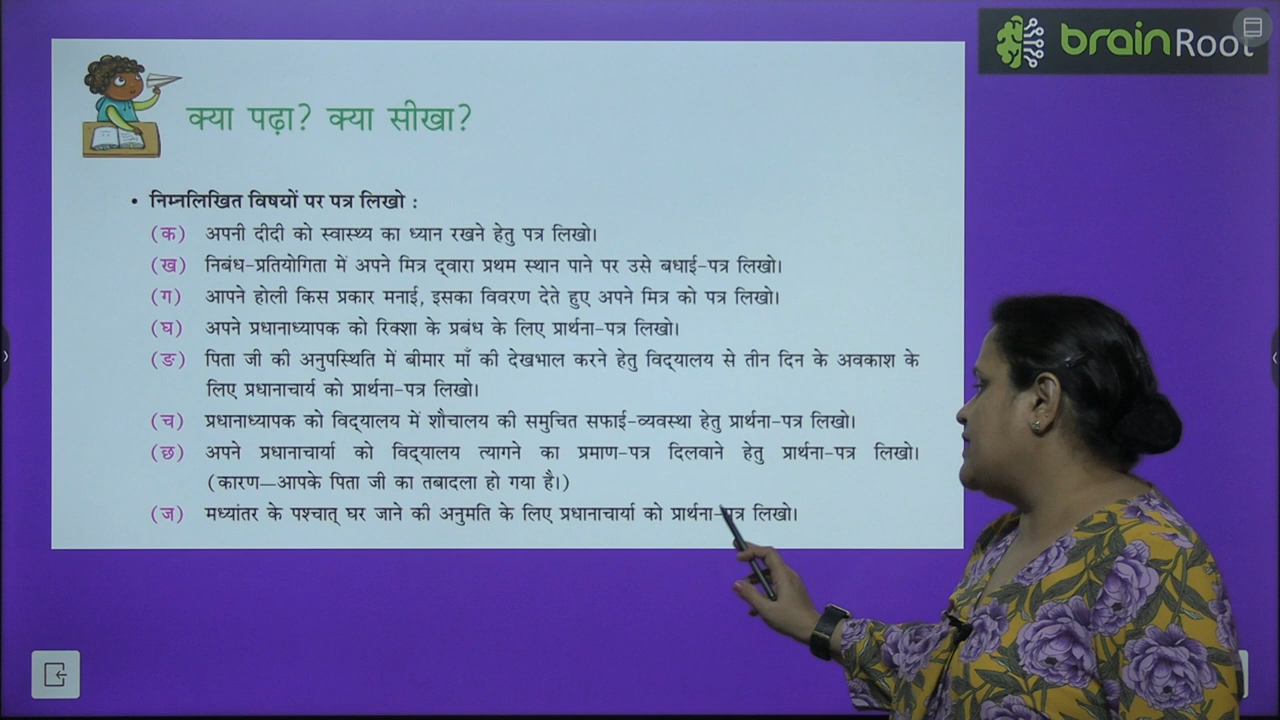 brainRoot
क्या पढ़ा? क्या सीखा?
• निम्नलिखित विषयों पर पत्र लिखो :
(क) अपनी दीदी को स्वास्थ्य का ध्यान रखने हेतु पत्र लिखो।
(ख) निबंध-प्रतियोगिता में अपने मित्र द्वारा प्रथम स्थान पाने पर उसे बधाई-पत्र लिखो।
(ग) आपने होली किस प्रकार मनाई, इसका विवरण देते हुए अपने मित्र को पत्र लिखो।
(घ) अपने प्रधानाध्यापक को रिक्शा के प्रबंध के लिए प्रार्थना-पत्र लिखो।
(ङ) पिता जी की अनुपस्थिति में बीमार माँ की देखभाल करने हेतु विद्यालय से तीन दिन के अवकाश के
लिए प्रधानाचार्य को प्रार्थना-पत्र लिखो।
(च) प्रधानाध्यापक को विद्यालय में शौचालय की समुचित सफाई-व्यवस्था हेतु प्रार्थना-पत्र लिखो।
(छ) अपने प्रधानाचार्या को विद्यालय त्यागने का प्रमाण-पत्र दिलवाने हेतु प्रार्थना-पत्र लिखो।
(कारण—आपके पिता जी का तबादला हो गया है।)
(ज) मध्यांतर के पश्चात् घर जाने की अनुमति के लिए प्रधानाचार्या को प्रार्थना-पत्र लिखो।